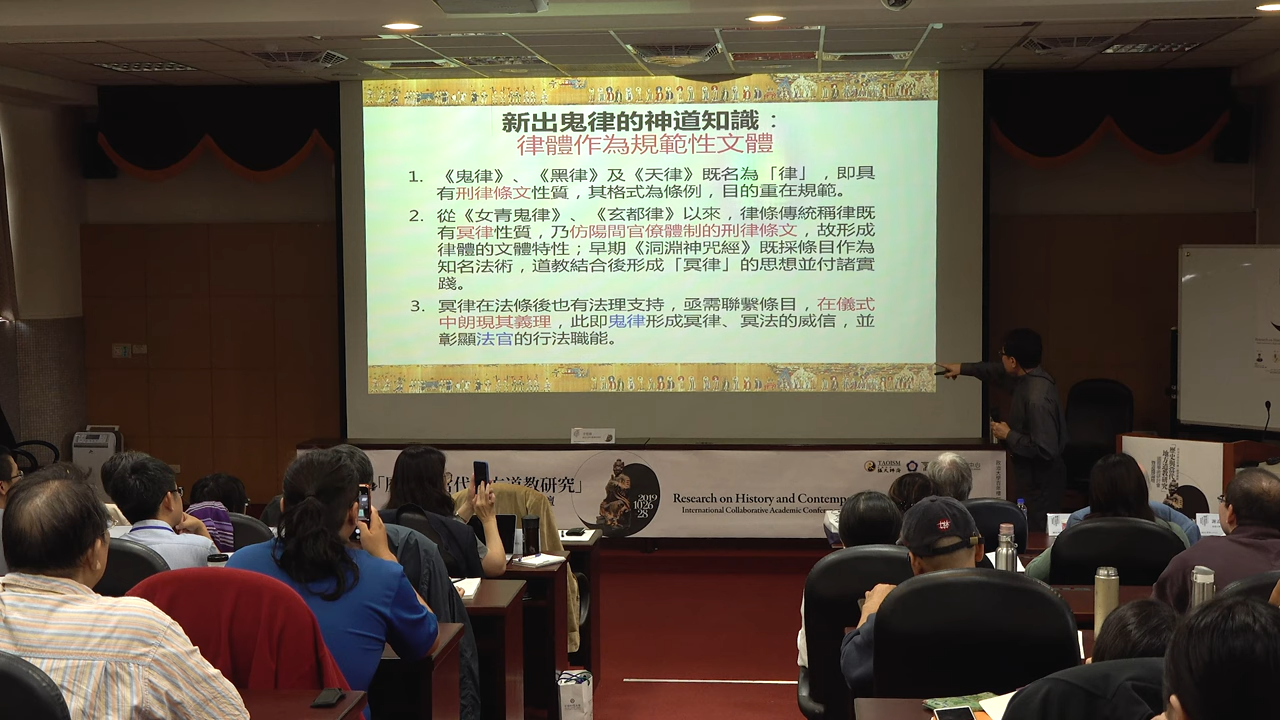 新出鬼律的神道知識：
律體作為規範性文體
1. 《鬼律》、《黑律》及《天律》既名為「律」，即具
有刑律條文性質，其格式為條例，目的重在規範。
2. 從《女青鬼律》、《玄都律》以來，律條傳統稱律既
有冥律性質，乃仿陽間官僚體制的刑律條文，故形成
律體的文體特性；早期《洞淵神咒經》既採條目作為
知名法術，道教結合後形成「冥律」的思想並付諸實
踐。
3. 冥律在法條後也有法理支持，亟需聯繫條目，在儀式
中朗現其義理，此即鬼律形成冥律、冥法的威信，並
彰顯法官的行法職能。
道教研究」
2019
1026
28
TAOISM
Research on History and Contemp
International Collaborative Academic Confer